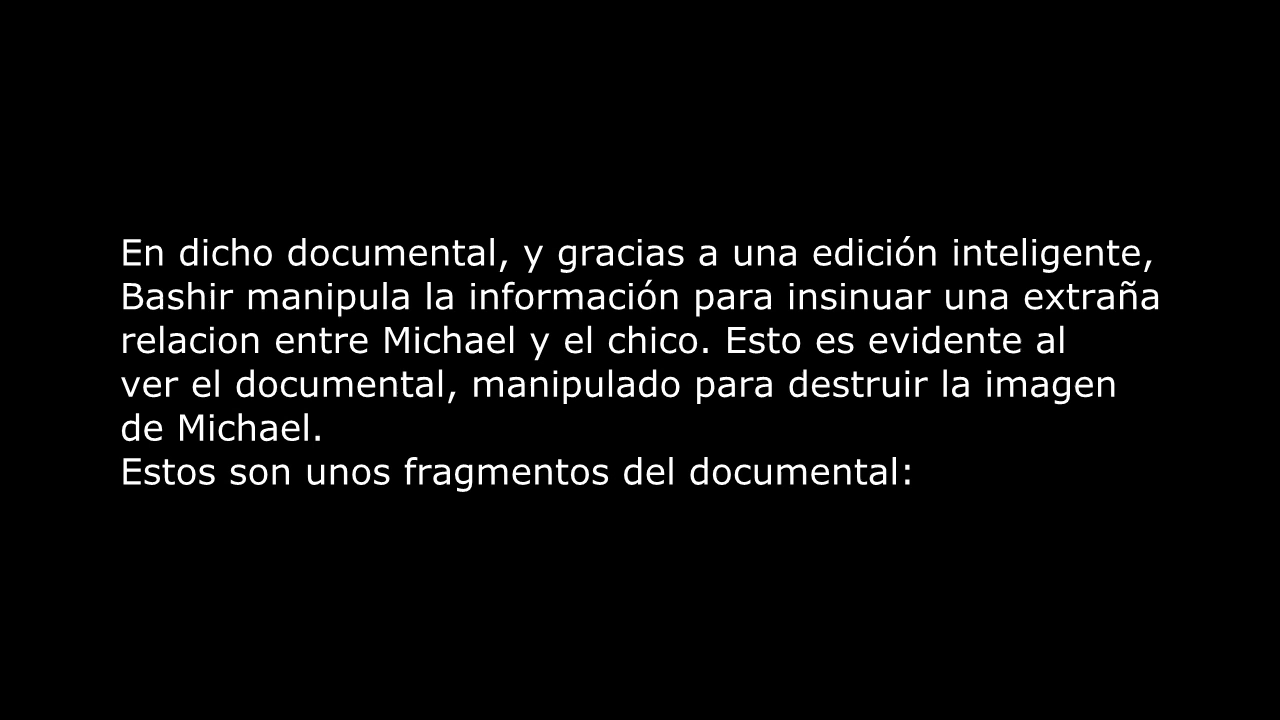 En dicho documental, y gracias a una edición inteligente,
Bashir manipula la información para insinuar una extraña
relacion entre Michael y el chico. Esto es evidente al
ver el documental, manipulado para destruir la imagen
de Michael.
Estos son unos fragmentos del documental: